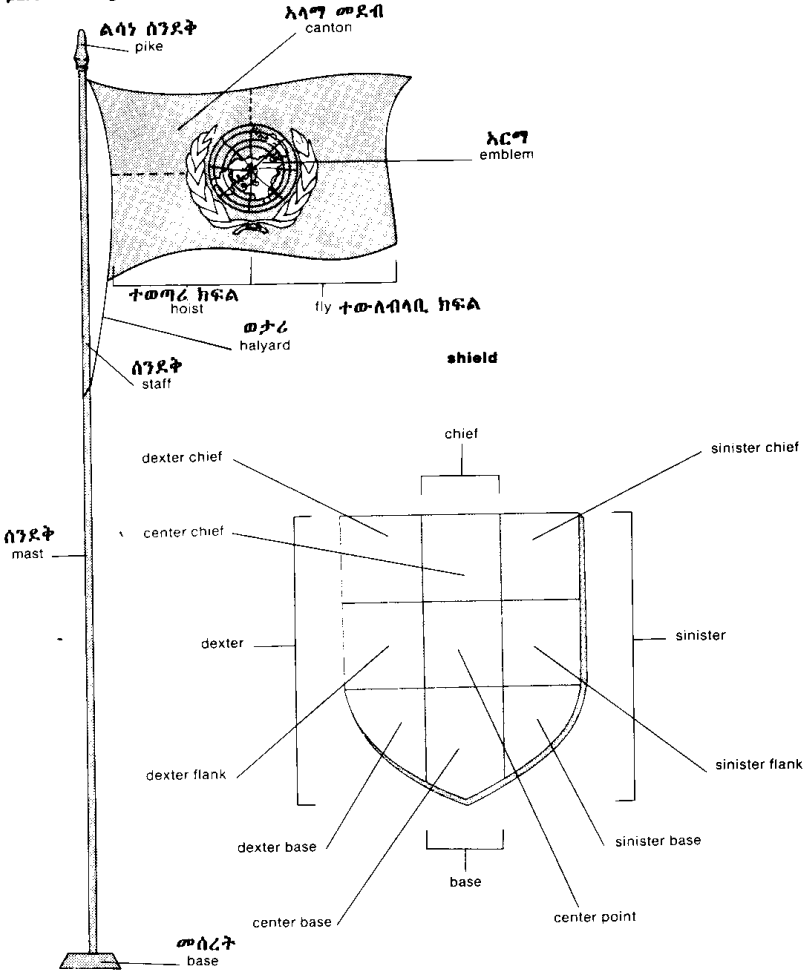 ልሳነ ሰንደቅ
pike
አላማ መደብ
canton
አርማ
emblem
ተወጣሪ ክፍል
hoist
fly ተውለብላቢ ክፍል
ወታሪ
halyard
ሰንደቅ
staff
ሰንደቅ
mast
መሰረት
base
shield
chief
dexter chief
sinister chief
center chief
dexter
sinister
dexter flank
sinister flank
dexter base
sinister base
base
center base
center point